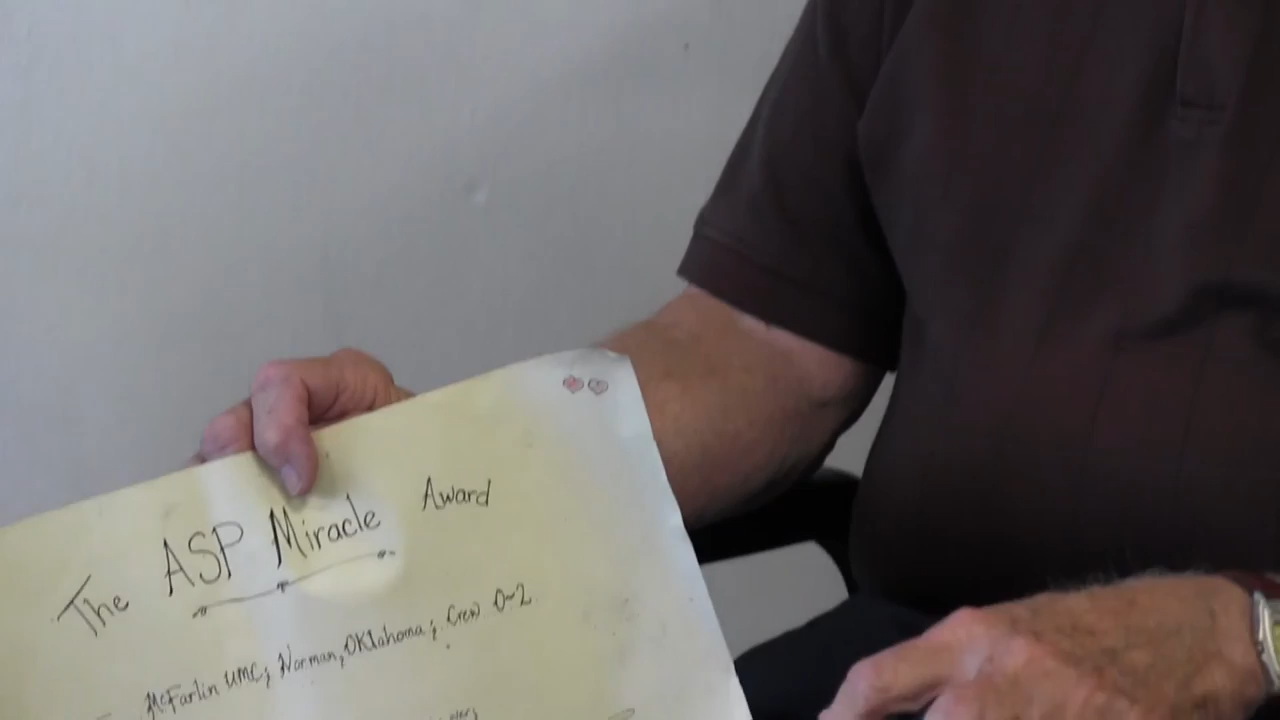 The ASP Miracle Award
McFarlin UMC; Norman, Oklahoma; Crew O-2